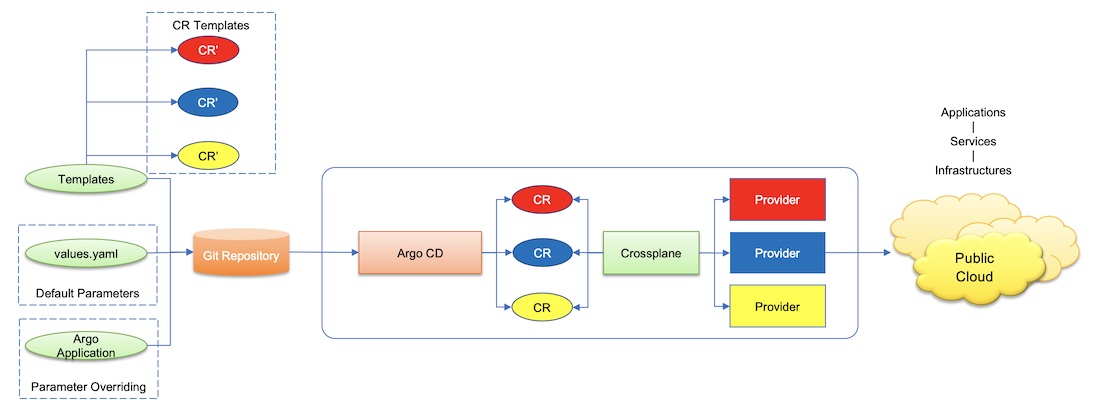 CR Templates
CR'
CR'
CR'
Templates
values.yaml
Default Parameters
Argo
Application
Parameter Overriding
Git Repository
Argo CD
CR
CR
CR
Crossplane
Provider
Provider
Provider
Applications
|
Services
|
Infrastructures
Public
Cloud